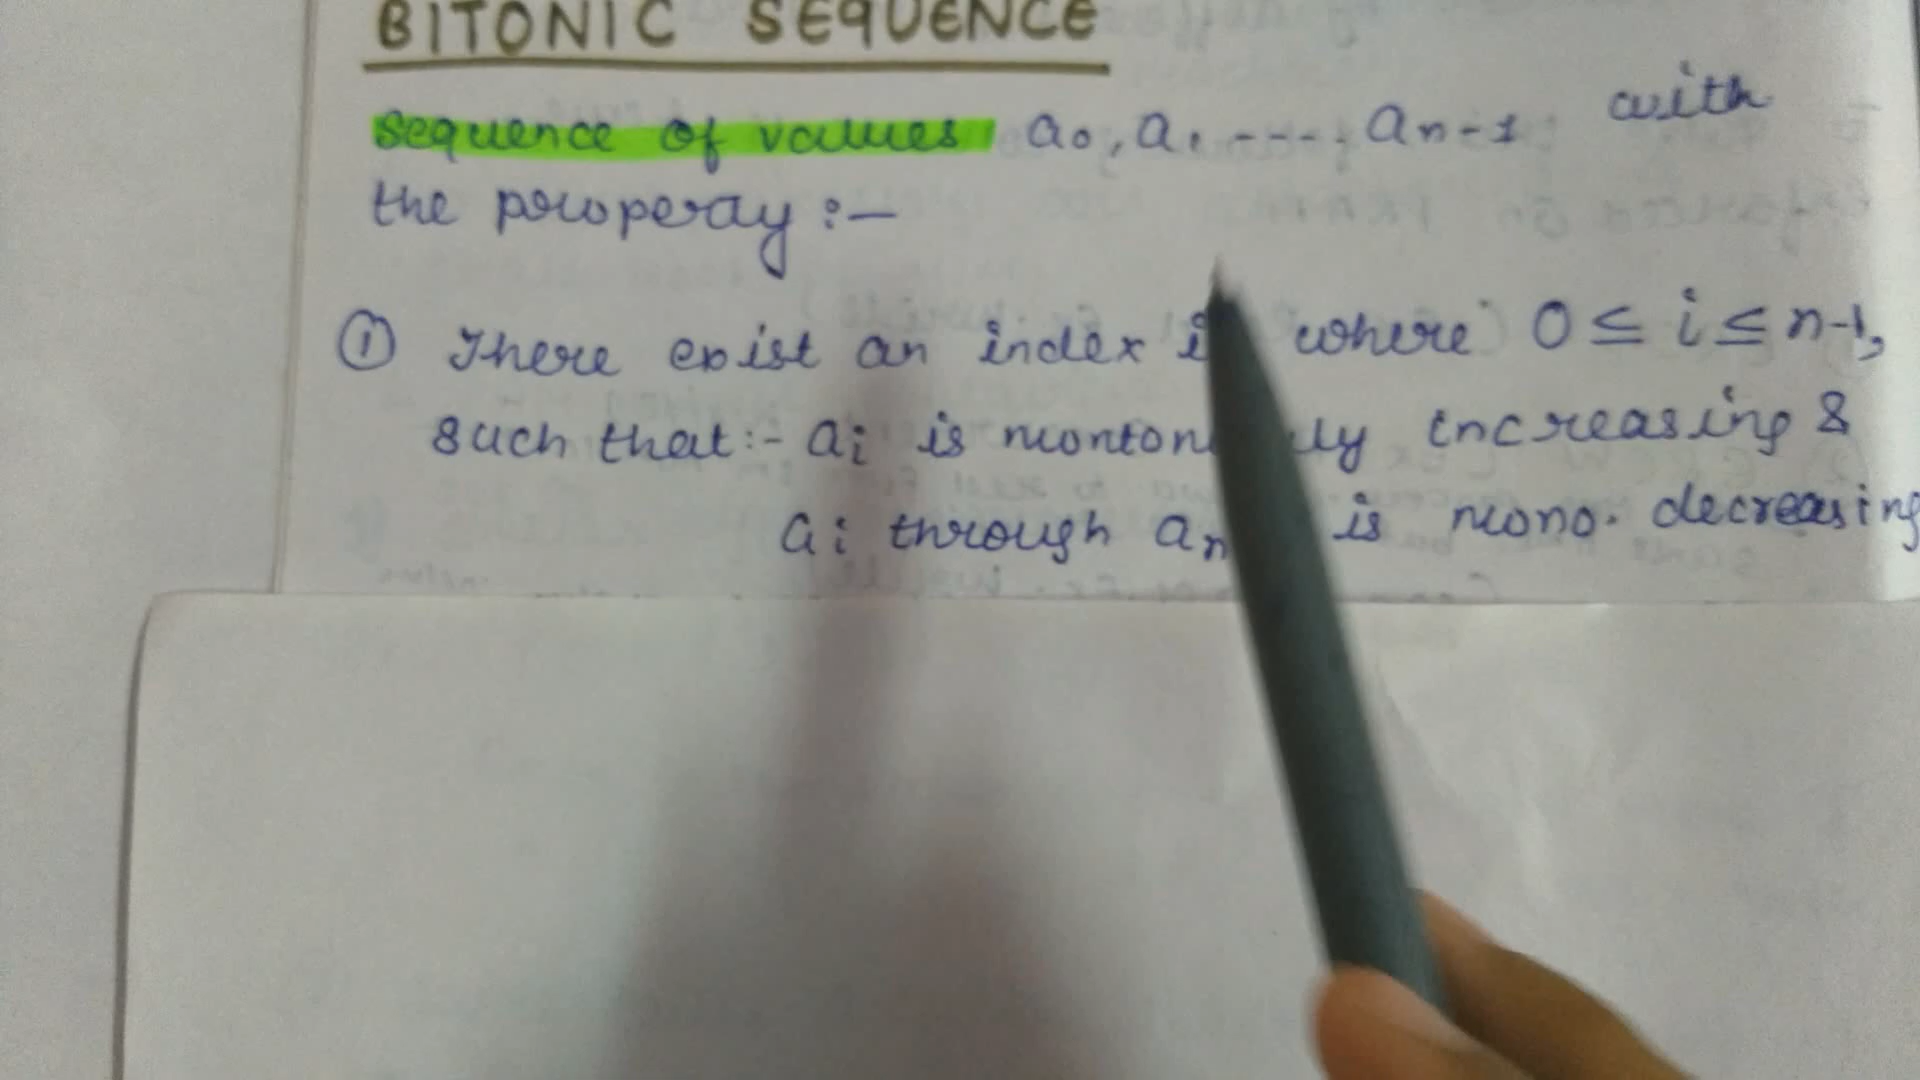 BITONIC SEQUENCE
sequence of values a0, a1 ----. an-1 with
the properay :-
① There exist an index i where 0 ≤ i ≤ n-1,
such that:- ai is increasing &
ai through is mono. decreasing